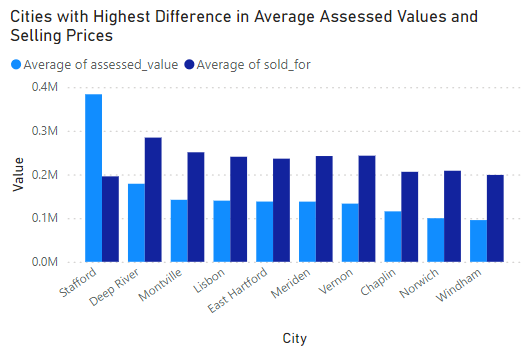 Cities with Highest Difference in Average Assessed Values and
Selling Prices
Average of assessed_value Average of sold_for
0.4M
0.3M
0.2M
0.1M
0.0M
Value
Stafford
Deep River
Montville
Lisbon
East Hartford
Meriden
Vernon
Chaplin
Norwich
Windham
City